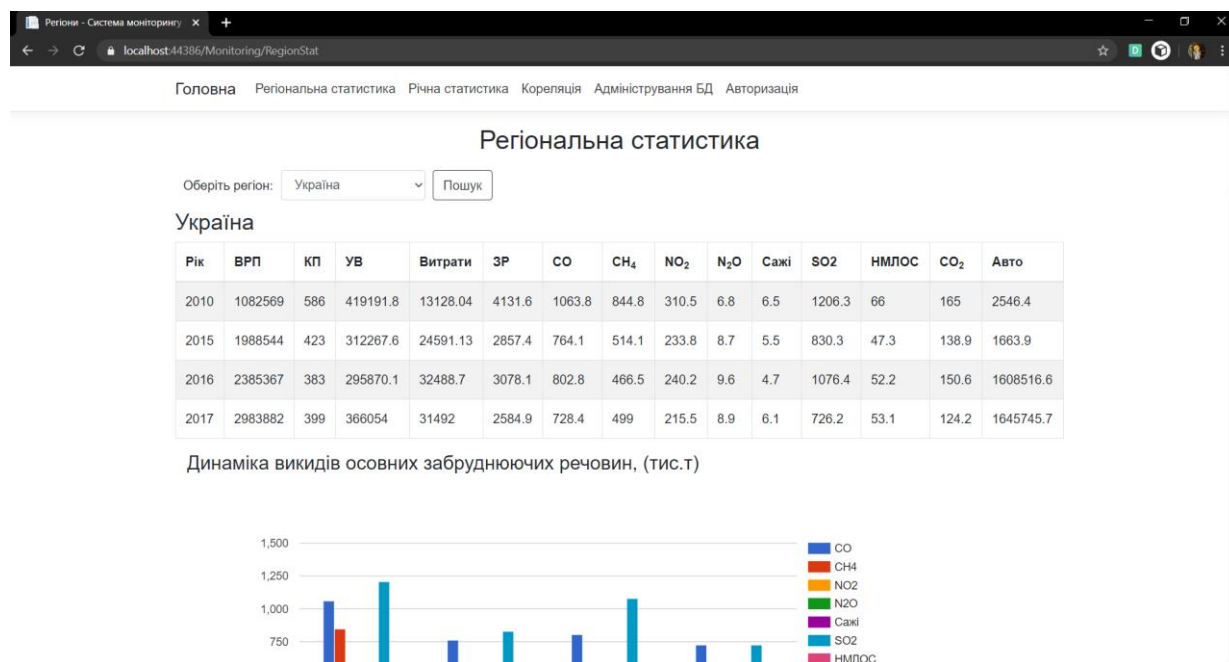 Регіони - Система моніторингу
localhost:44386/Monitoring/RegionStat
Головна Регіональна статистика Річна статистика Кореляція Адміністрування БД Авторизація
Регіональна статистика
Оберіть регіон: Україна Пошук
Україна
Рік ВРП КП УВ Витрати ЗР CO CH₄ NO₂ N₂O Сажі SO2 НМЛОС CO₂ Авто
2010 1082569 586 419191.8 13128.04 4131.6 1063.8 844.8 310.5 6.8 6.5 1206.3 66 165 2546.4
2015 1988544 423 312267.6 24591.13 2857.4 764.1 514.1 233.8 8.7 5.5 830.3 47.3 138.9 1663.9
2016 2385367 383 295870.1 32488.7 3078.1 802.8 466.5 240.2 9.6 4.7 1076.4 52.2 150.6 1608516.6
2017 2983882 399 366054 31492 2584.9 728.4 499 215.5 8.9 6.1 726.2 53.1 124.2 1645745.7
Динаміка викидів осовних забруднюючих речовин, (тис.т)
1,500
1,250
1,000
750
CO
CH4
NO2
N2O
Сажі
SO2
НМЛОС